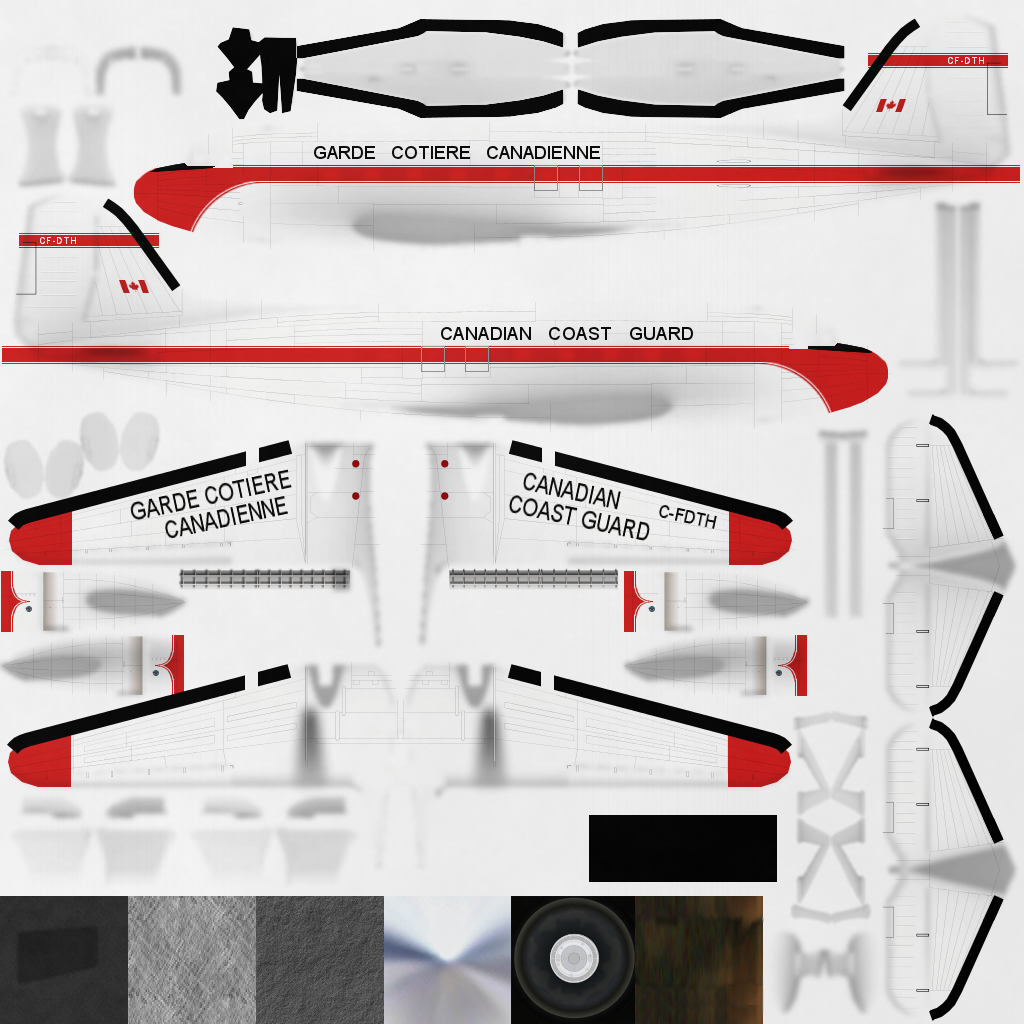 CF-DTH
GARDE COTIERE CANADIENNE
CF-DTH
CANADIAN COAST GUARD
GARDE COTIERE
CANADIENNE
CANADIAN
COAST GUARD
C-FDTH